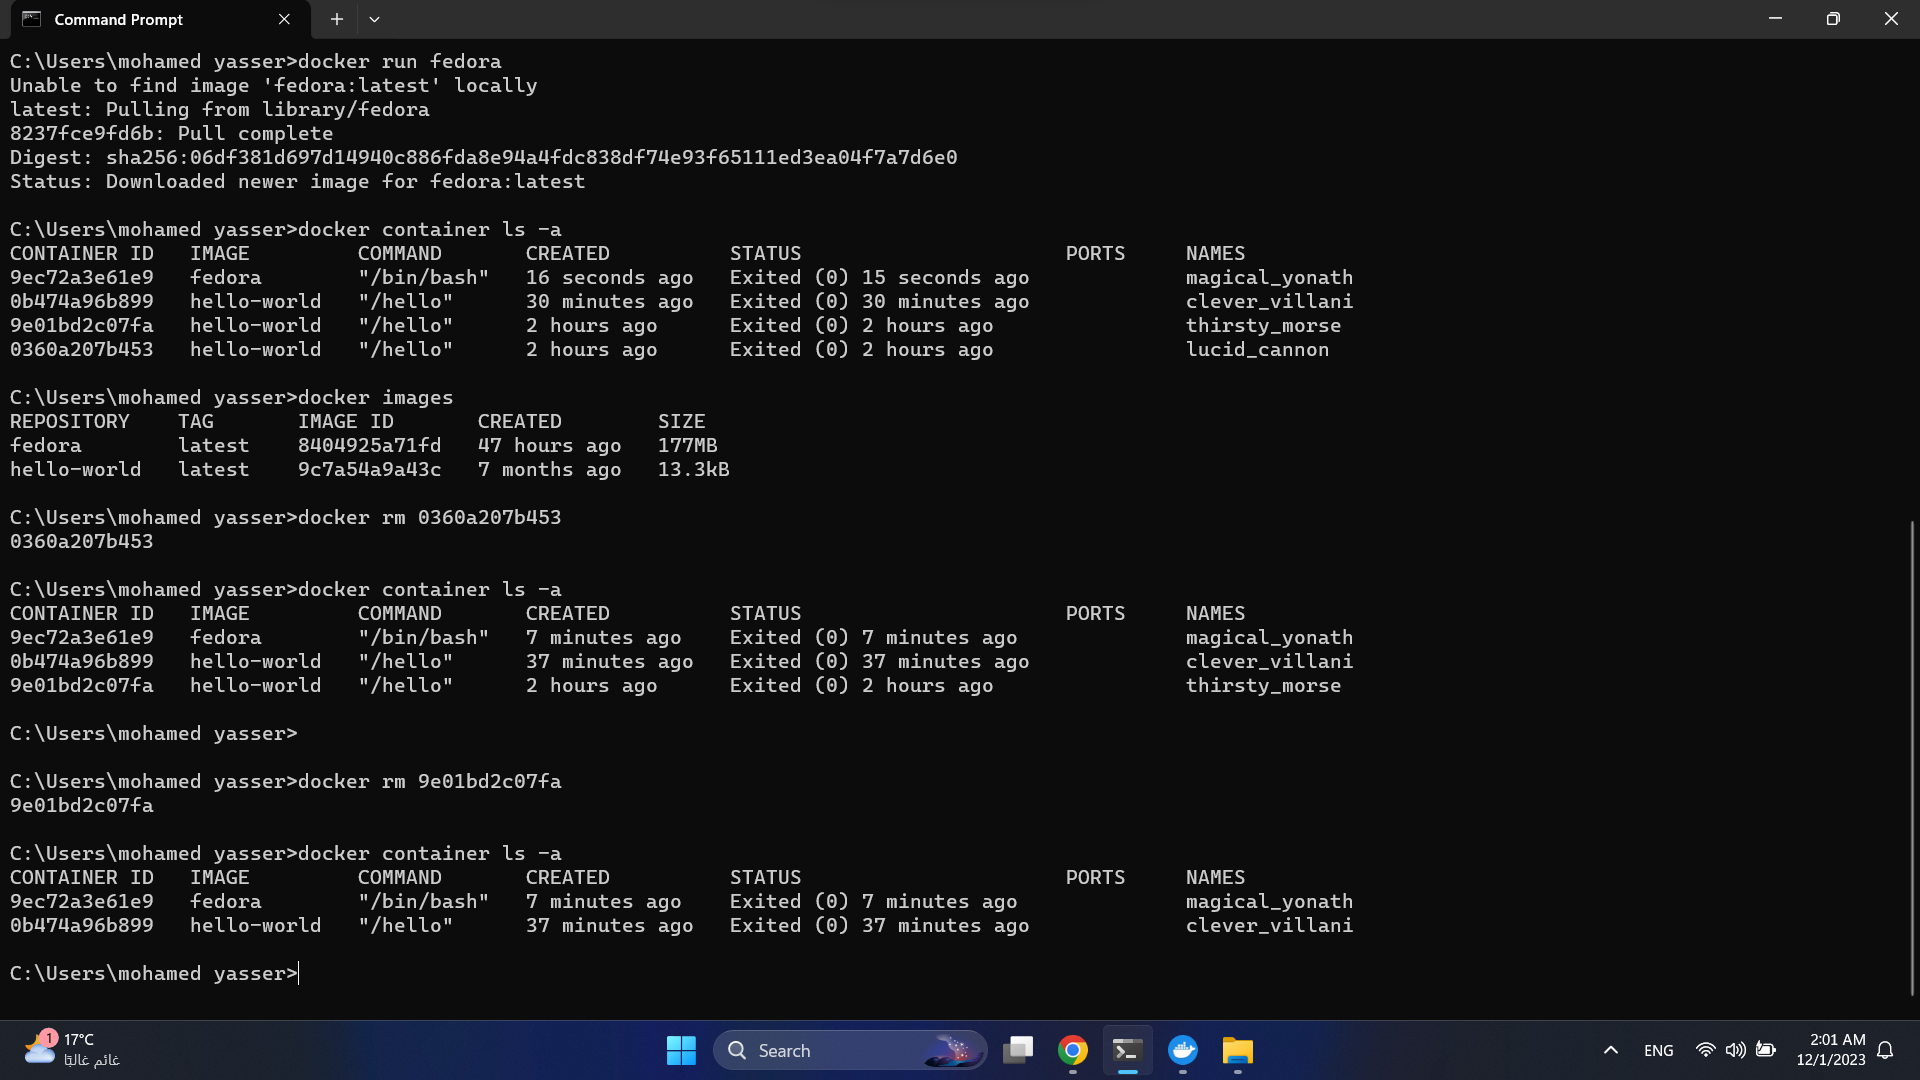 Command Prompt
C:\Users\mohamed yasser>docker run fedora
Unable to find image 'fedora:latest' locally
latest: Pulling from library/fedora
8237fce9fd6b: Pull complete
Digest: sha256:06df381d697d14940c886fda8e94a4fdc838df74e93f65111ed3ea04f7a7d6e0
Status: Downloaded newer image for fedora:latest
C:\Users\mohamed yasser>docker container ls -a
CONTAINER ID   IMAGE         COMMAND       CREATED          STATUS                      PORTS     NAMES
9ec72a3e61e9   fedora        "/bin/bash"   16 seconds ago   Exited (0) 15 seconds ago             magical_yonath
0b474a96b899   hello-world   "/hello"      30 minutes ago   Exited (0) 30 minutes ago             clever_villani
9e01bd2c07fa   hello-world   "/hello"      2 hours ago      Exited (0) 2 hours ago                thirsty_morse
0360a207b453   hello-world   "/hello"      2 hours ago      Exited (0) 2 hours ago                lucid_cannon
C:\Users\mohamed yasser>docker images
REPOSITORY    TAG       IMAGE ID       CREATED        SIZE
fedora        latest    8404925a71fd   47 hours ago   177MB
hello-world   latest    9c7a54a9a43c   7 months ago   13.3kB
C:\Users\mohamed yasser>docker rm 0360a207b453
0360a207b453
C:\Users\mohamed yasser>docker container ls -a
CONTAINER ID   IMAGE         COMMAND       CREATED          STATUS                      PORTS     NAMES
9ec72a3e61e9   fedora        "/bin/bash"   7 minutes ago    Exited (0) 7 minutes ago              magical_yonath
0b474a96b899   hello-world   "/hello"      37 minutes ago   Exited (0) 37 minutes ago             clever_villani
9e01bd2c07fa   hello-world   "/hello"      2 hours ago      Exited (0) 2 hours ago                thirsty_morse
C:\Users\mohamed yasser>
C:\Users\mohamed yasser>docker rm 9e01bd2c07fa
9e01bd2c07fa
C:\Users\mohamed yasser>docker container ls -a
CONTAINER ID   IMAGE         COMMAND       CREATED          STATUS                      PORTS     NAMES
9ec72a3e61e9   fedora        "/bin/bash"   7 minutes ago    Exited (0) 7 minutes ago              magical_yonath
0b474a96b899   hello-world   "/hello"      37 minutes ago   Exited (0) 37 minutes ago             clever_villani
C:\Users\mohamed yasser>
1
17°C
غائم غالبًا
Search
ENG
2:01 AM
12/1/2023